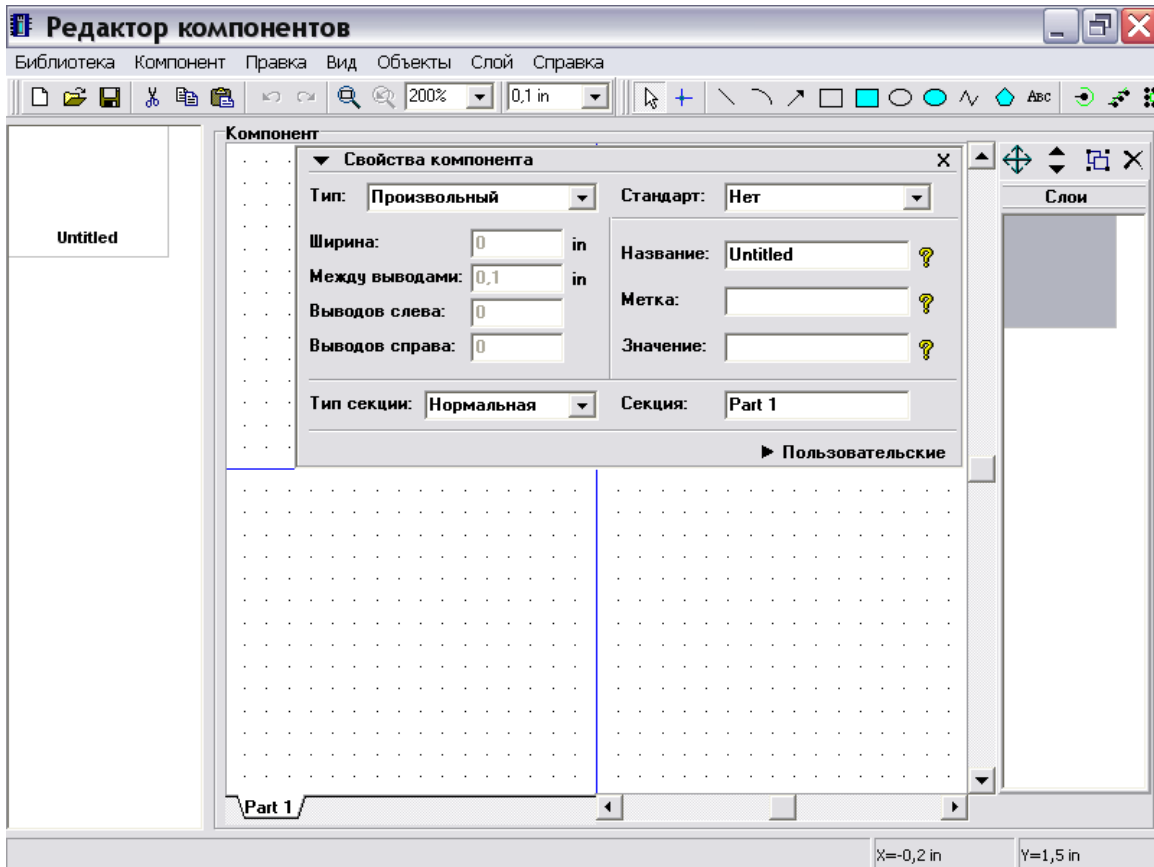 Редактор компонентов
Библиотека Компонент Правка Вид Объекты Слой Справка
200% 0,1 in ABC
Компонент
Свойства компонента X
Тип: Произвольный Стандарт: Нет
Слои
Untitled
Ширина: 0 in
Название: Untitled ?
Между выводами: 0,1 in
Метка: ?
Выводов слева: 0
Выводов справа: 0
Значение: ?
Тип секции: Нормальная Секция: Part 1
Пользовательские
Part 1
X=-0,2 in Y=1,5 in